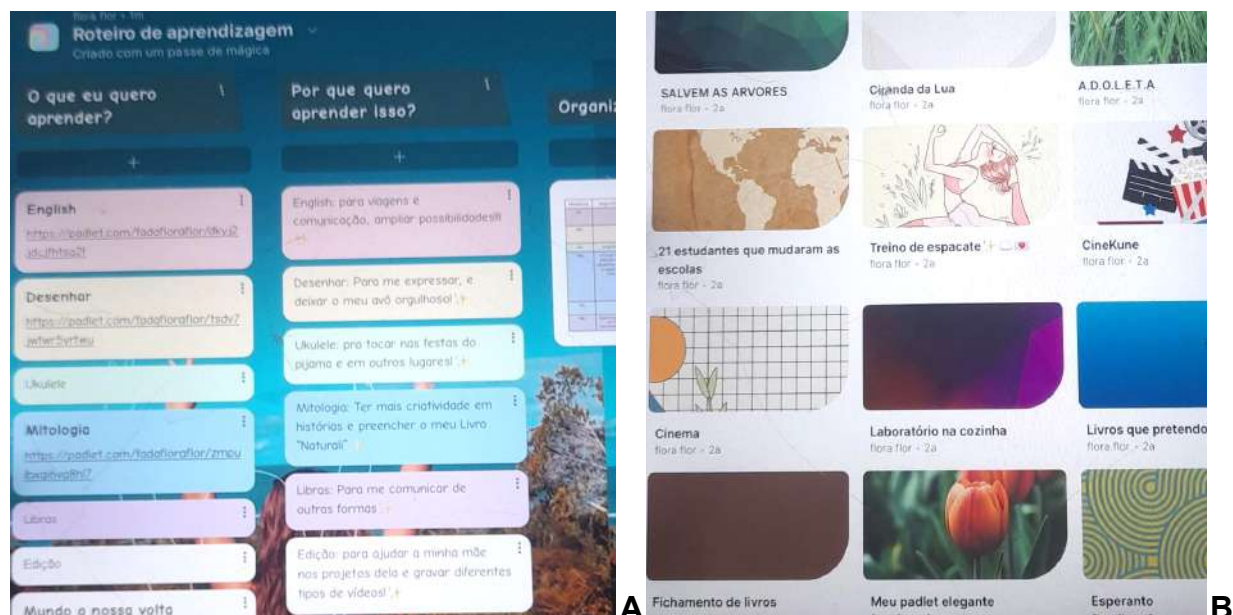 flora flor + 1m
Roteiro de aprendizagem
Criado com um passe de mágica
O que eu quero
aprender?
Por que quero
aprender isso?
Organiz
+
+
English
Desenhar
Ukulele
Mitologia
Libras
Edição
Mundo a nossa volta
English: para viagens e
comunicação, ampliar possibilidades!!!
Desenhar: Para me expressar, e
deixar o meu avô orgulhoso!
Ukulele: pra tocar nas festas do
pijama e em outros lugares!
Mitologia: Ter mais criatividade em
histórias e preencher o meu Livro
"Naturali"
Libras: Para me comunicar de
outras formas
Edição: para ajudar a minha mãe
nos projetos dela e gravar diferentes
tipos de vídeos!
A
SALVEM AS ARVORES
flora flor - 2a
Ciranda da Lua
flora flor - 2a
A.D.O.L.E.T.A
flora flor - 2a
21 estudantes que mudaram as
escolas
flora flor - 2a
Treino de espacate
flora flor - 2a
CineKune
flora flor - 2a
Cinema
flora flor - 2a
Laboratório na cozinha
flora flor - 2a
Livros que pretendo
flora flor - 2a
Fichamento de livros
Meu padlet elegante
Esperanto
B